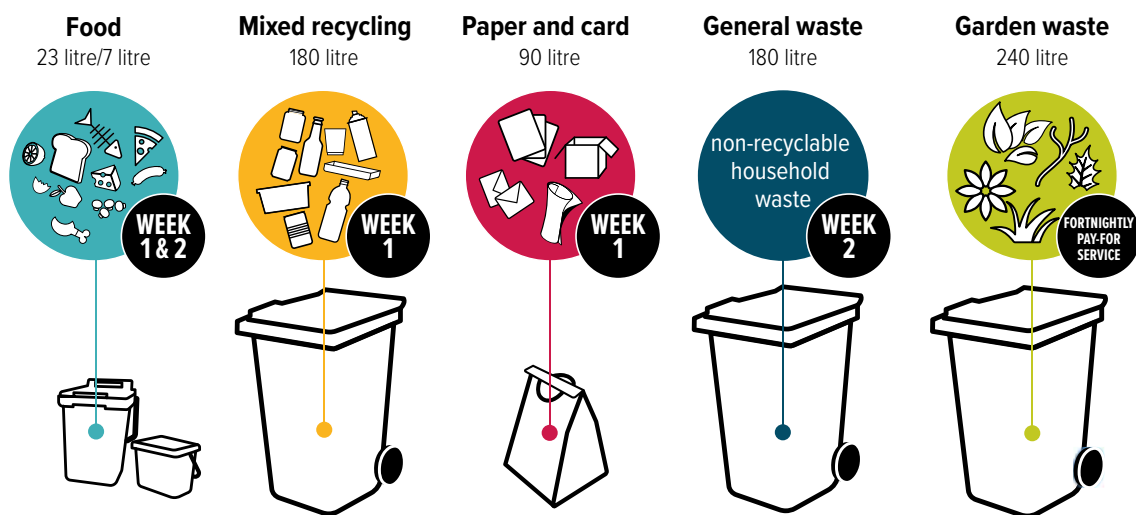 Food
23 litre/7 litre
WEEK
1 & 2
Mixed recycling
180 litre
WEEK
1
Paper and card
90 litre
WEEK
1
General waste
180 litre
non-recyclable
household
waste
WEEK
2
Garden waste
240 litre
FORTNIGHTLY
PAY-FOR
SERVICE